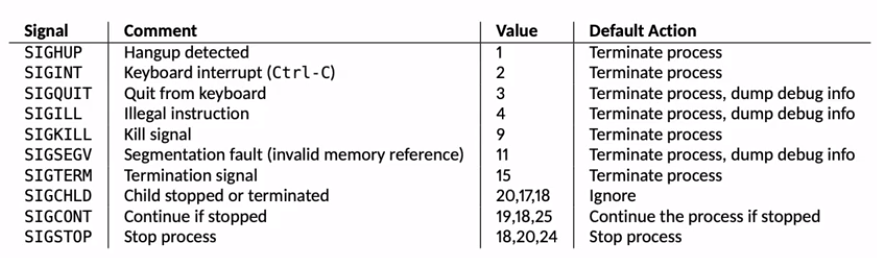 Signal Comment Value Default Action
SIGHUP Hangup detected 1 Terminate process
SIGINT Keyboard interrupt (Ctrl-C) 2 Terminate process
SIGQUIT Quit from keyboard 3 Terminate process, dump debug info
SIGILL Illegal instruction 4 Terminate process, dump debug info
SIGKILL Kill signal 9 Terminate process
SIGSEGV Segmentation fault (invalid memory reference) 11 Terminate process, dump debug info
SIGTERM Termination signal 15 Terminate process
SIGCHLD Child stopped or terminated 20,17,18 Ignore
SIGCONT Continue if stopped 19,18,25 Continue the process if stopped
SIGSTOP Stop process 18,20,24 Stop process